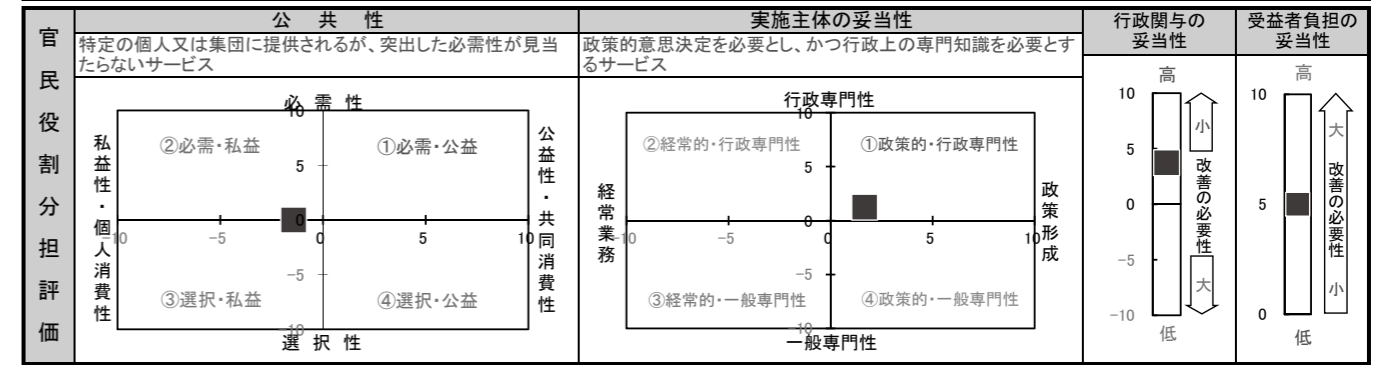 官民役割分担評価
公 共 性
特定の個人又は集団に提供されるが、突出した必需性が見当
たらないサービス
必 需 性
10
②必需・私益
①必需・公益
5
私益性・個人消費性
公益性・共同消費性
0
-10
-5
0
5
10
-5
③選択・私益
④選択・公益
-10
選 択 性
実施主体の妥当性
政策的意思決定を必要とし、かつ行政上の専門知識を必要とす
るサービス
行政専門性
10
②経常的・行政専門性
①政策的・行政専門性
5
経常業務
政策形成
0
-10
-5
0
5
10
-5
③経常的・一般専門性
④政策的・一般専門性
-10
一般専門性
行政関与の
妥当性
高
10
5
0
-5
-10
低
小
改善の必要性
大
受益者負担の
妥当性
高
10
5
0
低
大
改善の必要性
小